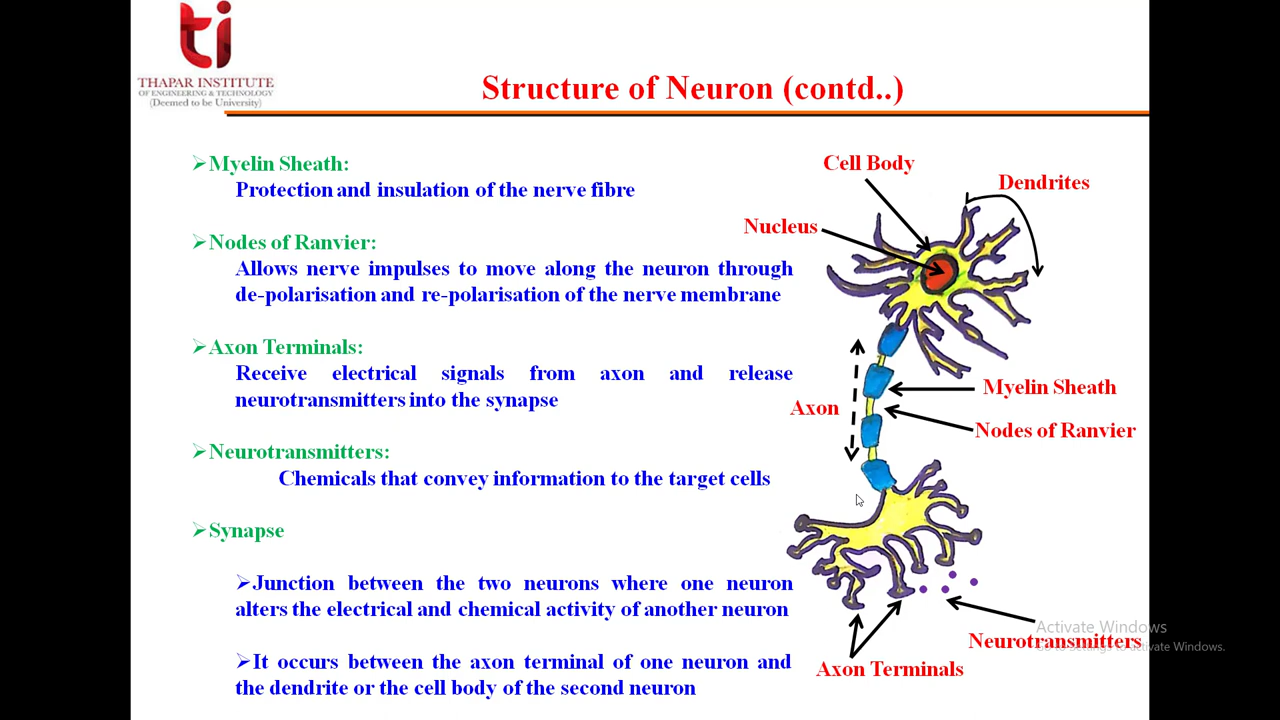 ti
THAPAR INSTITUTE
OF ENGINEERING & TECHNOLOGY
(Deemed to be University)
Structure of Neuron (contd..)
➢Myelin Sheath:
Protection and insulation of the nerve fibre
➢Nodes of Ranvier:
Allows nerve impulses to move along the neuron through
de-polarisation and re-polarisation of the nerve membrane
➢Axon Terminals:
Receive electrical signals from axon and release
neurotransmitters into the synapse
➢Neurotransmitters:
Chemicals that convey information to the target cells
➢Synapse
➢Junction between the two neurons where one neuron
alters the electrical and chemical activity of another neuron
➢It occurs between the axon terminal of one neuron and
the dendrite or the cell body of the second neuron
Cell Body
Dendrites
Nucleus
Myelin Sheath
Axon
Nodes of Ranvier
Neurotransmitters
Axon Terminals
Activate Windows
Go to Settings to activate Windows.